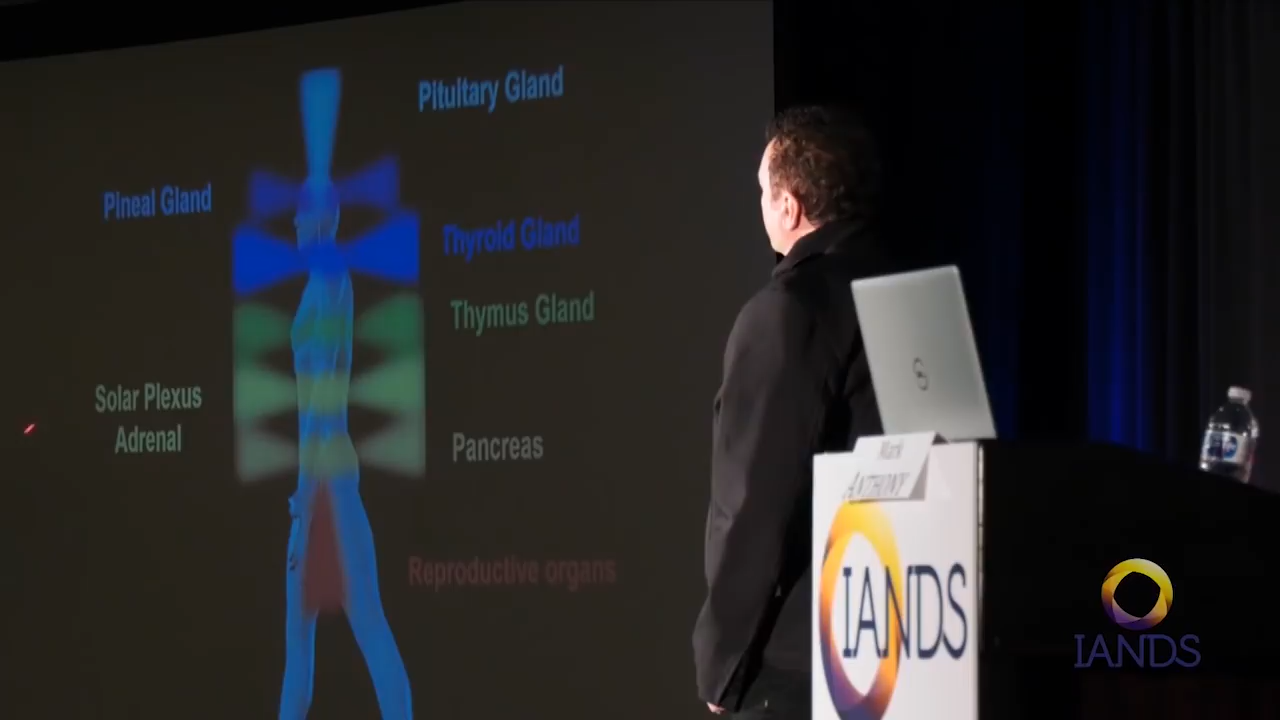 Pituitary Gland
Pineal Gland
Thyroid Gland
Thymus Gland
Solar Plexus
Adrenal
Pancreas
Reproductive organs
Mark
ANTHONY
IANDS
IANDS